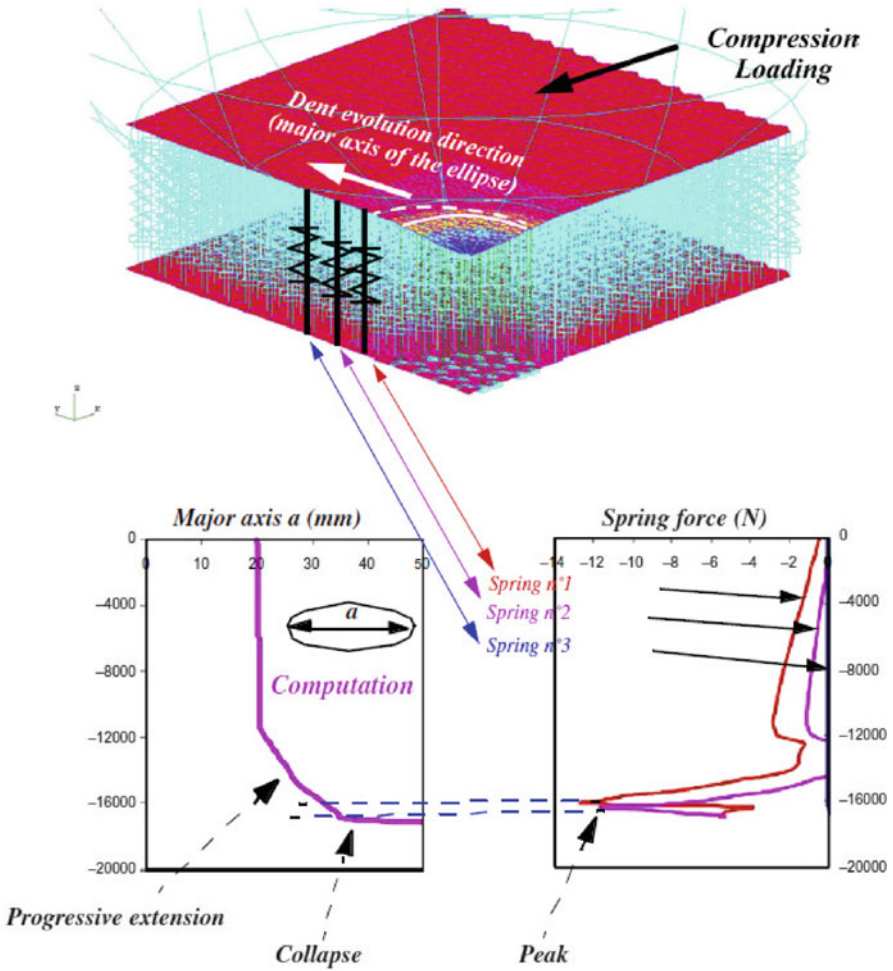 Compression
Loading
Dent evolution direction
(major axis of the ellipse)
z
Y
X
Major axis a (mm)
0
0 10 20 30 40 50
−4000
−8000
−12000
−16000
−20000
a
Computation
Spring n°1
Spring n°2
Spring n°3
Spring force (N)
0
−14 −12 −10 −8 −6 −4 −2 0
−4000
−8000
−12000
−16000
−20000
Progressive extension
Collapse
Peak